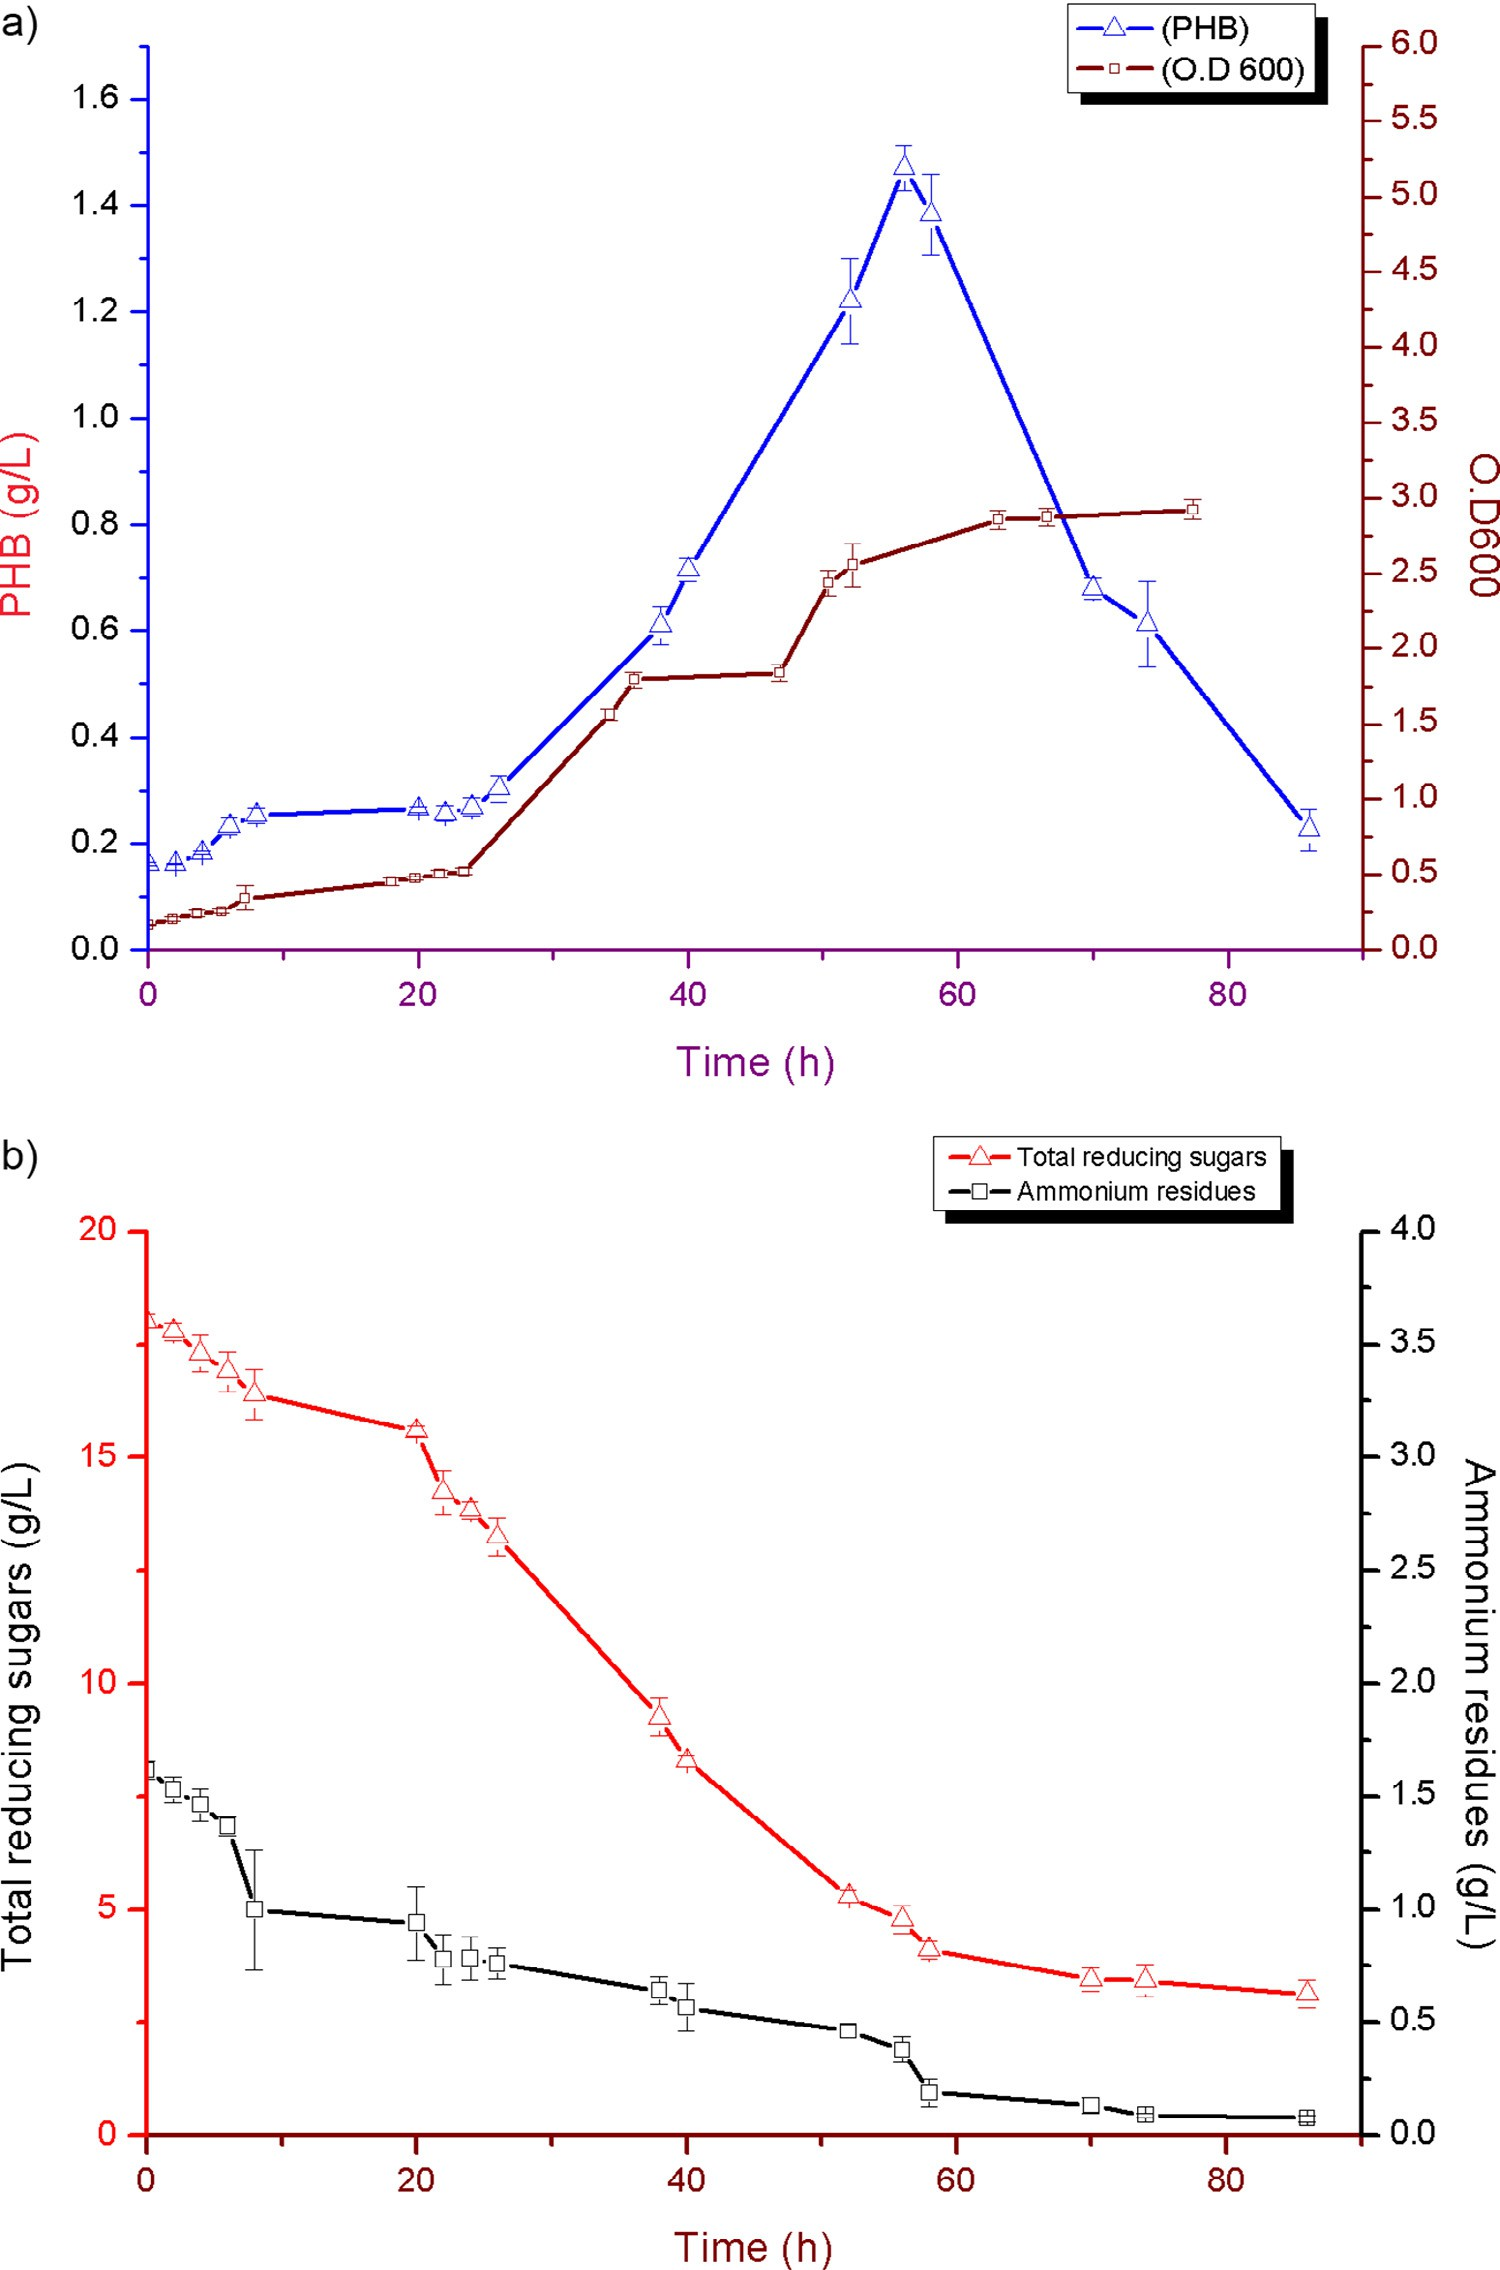 a)
(PHB)
(O.D 600)
PHB (g/L)
1.6
1.4
1.2
1.0
0.8
0.6
0.4
0.2
0.0
6.0
5.5
5.0
4.5
4.0
3.5
3.0
2.5
2.0
1.5
1.0
0.5
0.0
O.D600
0 20 40 60 80
Time (h)
b)
Total reducing sugars
Ammonium residues
Total reducing sugars (g/L)
20
15
10
5
0
4.0
3.5
3.0
2.5
2.0
1.5
1.0
0.5
0.0
Ammonium residues (g/L)
0 20 40 60 80
Time (h)